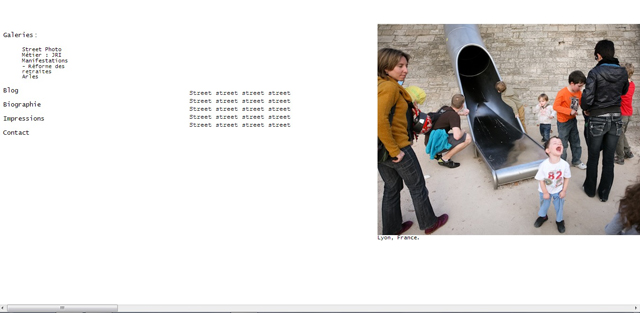 Galeries :
Street Photo
Métier : JRI
Manifestations
- Réforme des
retraites
Arles
Blog
Biographie
Impressions
Contact
Street street street street
Street street street street
Street street street street
Street street street street
Street street street street
82
Lyon, France.